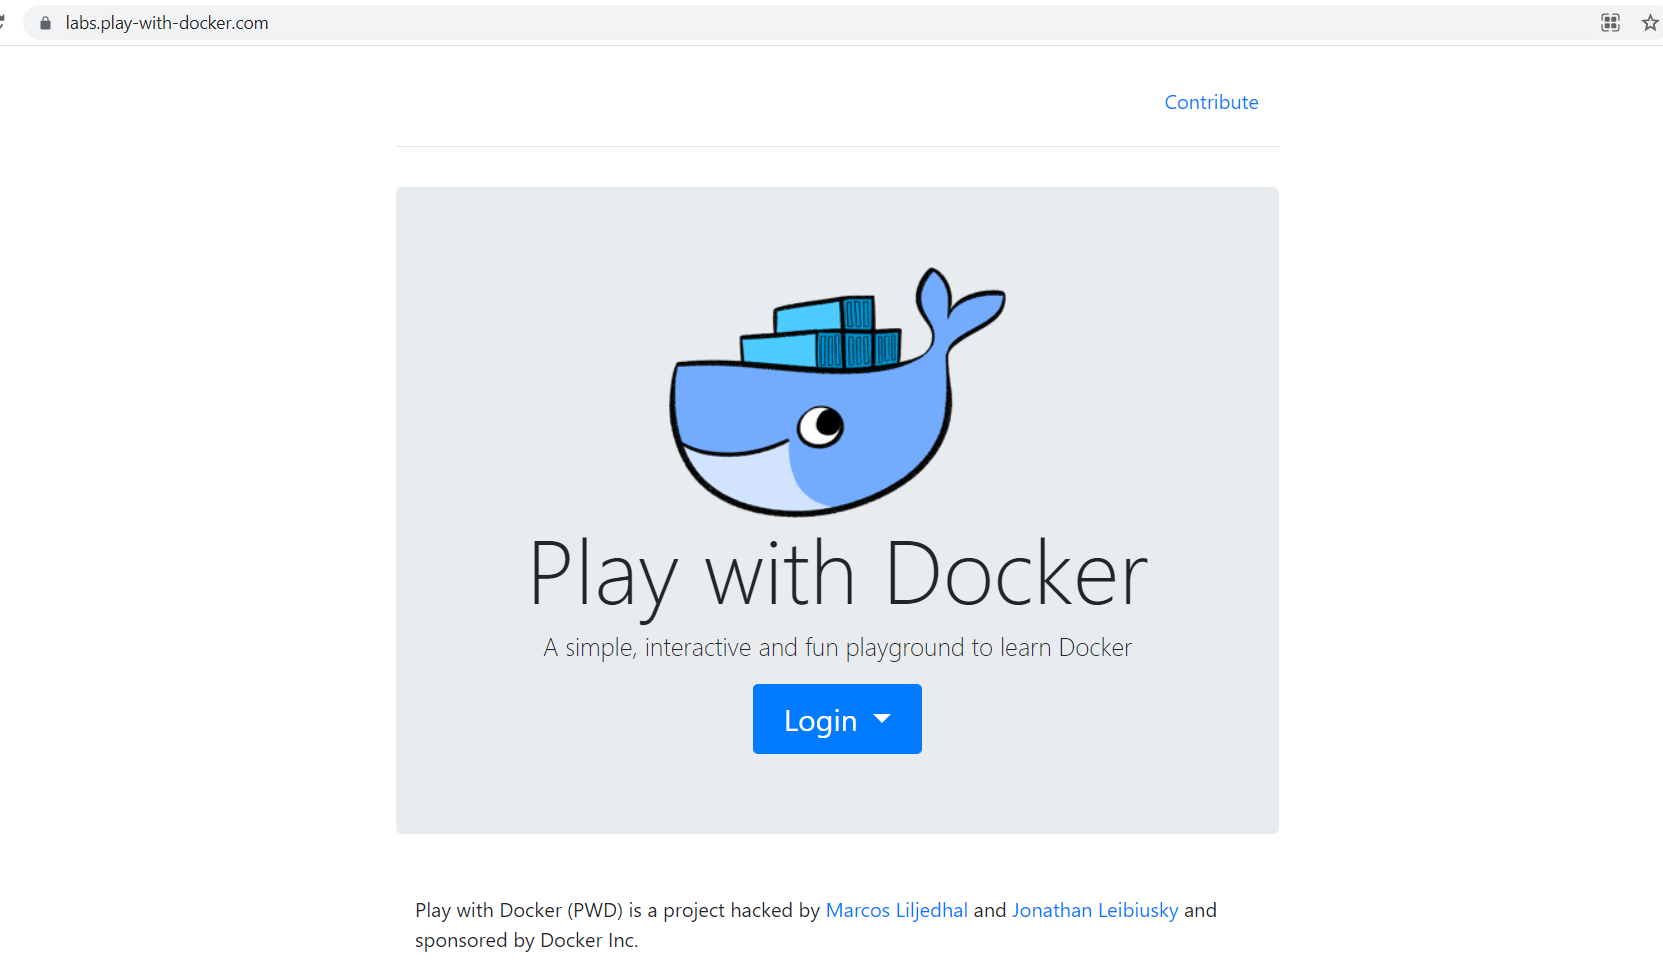 labs.play-with-docker.com
Contribute
Play with Docker
A simple, interactive and fun playground to learn Docker
Login
Play with Docker (PWD) is a project hacked by Marcos Liljedhal and Jonathan Leibiusky and
sponsored by Docker Inc.